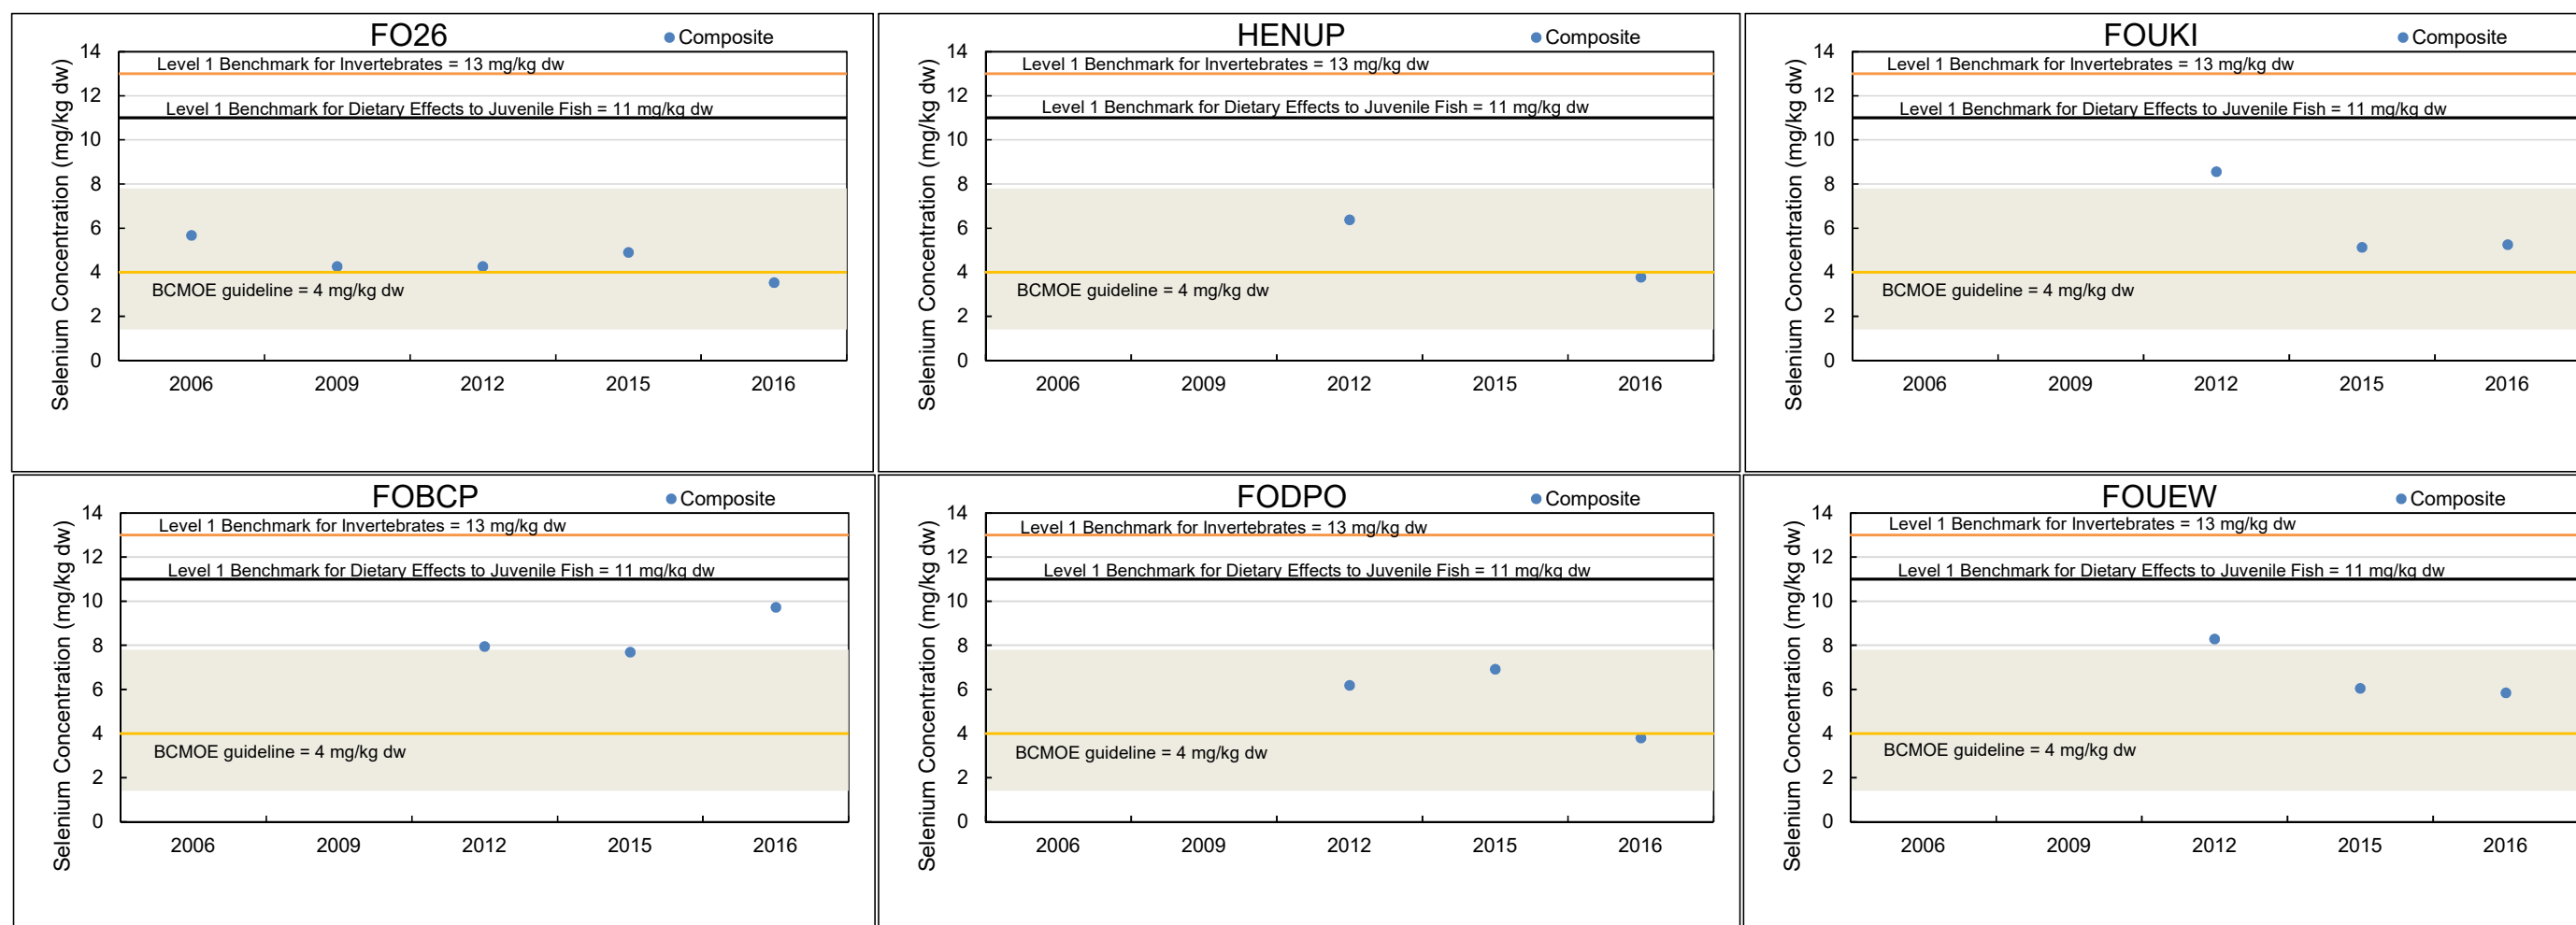 FO26
Composite
Selenium Concentration (mg/kg dw)
14
12
10
8
6
4
2
0
Level 1 Benchmark for Invertebrates = 13 mg/kg dw
Level 1 Benchmark for Dietary Effects to Juvenile Fish = 11 mg/kg dw
BCMOE guideline = 4 mg/kg dw
2006 2009 2012 2015 2016
HENUP
Composite
Selenium Concentration (mg/kg dw)
14
12
10
8
6
4
2
0
Level 1 Benchmark for Invertebrates = 13 mg/kg dw
Level 1 Benchmark for Dietary Effects to Juvenile Fish = 11 mg/kg dw
BCMOE guideline = 4 mg/kg dw
2006 2009 2012 2015 2016
FOUKI
Composite
Selenium Concentration (mg/kg dw)
14
12
10
8
6
4
2
0
Level 1 Benchmark for Invertebrates = 13 mg/kg dw
Level 1 Benchmark for Dietary Effects to Juvenile Fish = 11 mg/kg dw
BCMOE guideline = 4 mg/kg dw
2006 2009 2012 2015 2016
FOBCP
Composite
Selenium Concentration (mg/kg dw)
14
12
10
8
6
4
2
0
Level 1 Benchmark for Invertebrates = 13 mg/kg dw
Level 1 Benchmark for Dietary Effects to Juvenile Fish = 11 mg/kg dw
BCMOE guideline = 4 mg/kg dw
2006 2009 2012 2015 2016
FODPO
Composite
Selenium Concentration (mg/kg dw)
14
12
10
8
6
4
2
0
Level 1 Benchmark for Invertebrates = 13 mg/kg dw
Level 1 Benchmark for Dietary Effects to Juvenile Fish = 11 mg/kg dw
BCMOE guideline = 4 mg/kg dw
2006 2009 2012 2015 2016
FOUEW
Composite
Selenium Concentration (mg/kg dw)
14
12
10
8
6
4
2
0
Level 1 Benchmark for Invertebrates = 13 mg/kg dw
Level 1 Benchmark for Dietary Effects to Juvenile Fish = 11 mg/kg dw
BCMOE guideline = 4 mg/kg dw
2006 2009 2012 2015 2016